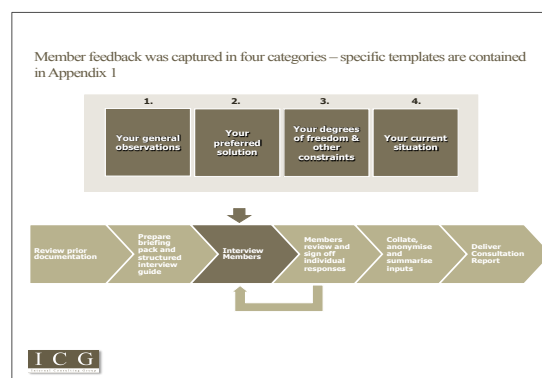 Member feedback was captured in four categories – specific templates are contained
in Appendix 1
1.
2.
3.
4.
Your general
observations
Your
preferred
solution
Your degrees
of freedom &
other
constraints
Your current
situation
Review prior
documentation
Prepare
briefing
pack and
structured
interview
guide
Interview
Members
Members
review and
sign off
individual
responses
Collate,
anonymise
and
summarise
inputs
Deliver
Consultation
Report
ICG